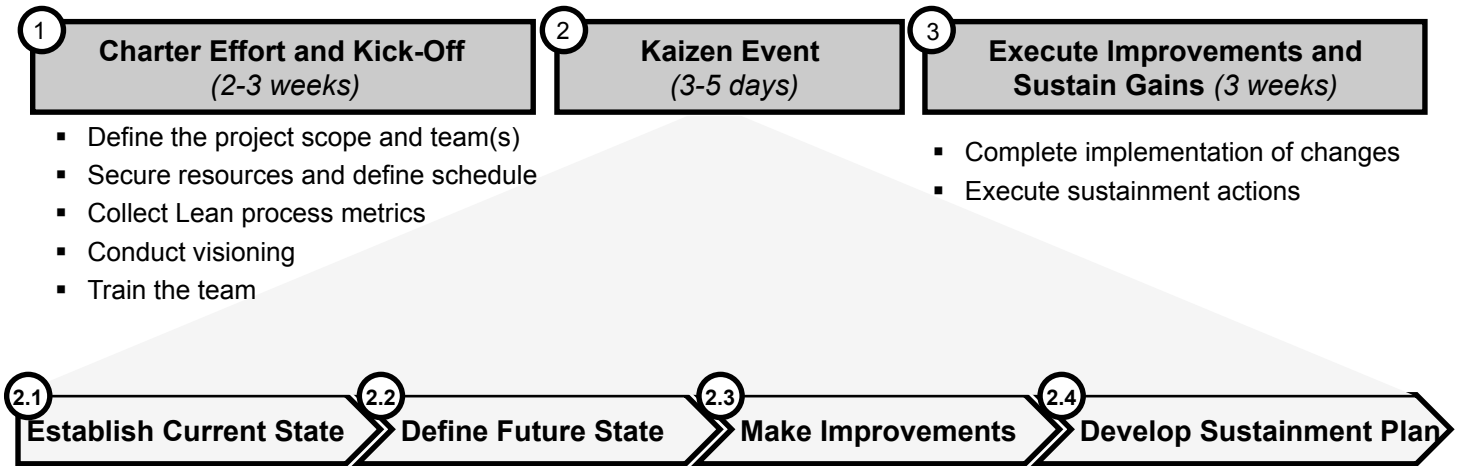 1
Charter Effort and Kick-Off
(2-3 weeks)
▪ Define the project scope and team(s)
▪ Secure resources and define schedule
▪ Collect Lean process metrics
▪ Conduct visioning
▪ Train the team
2
Kaizen Event
(3-5 days)
3
Execute Improvements and
Sustain Gains (3 weeks)
▪ Complete implementation of changes
▪ Execute sustainment actions
2.1
Establish Current State
2.2
Define Future State
2.3
Make Improvements
2.4
Develop Sustainment Plan